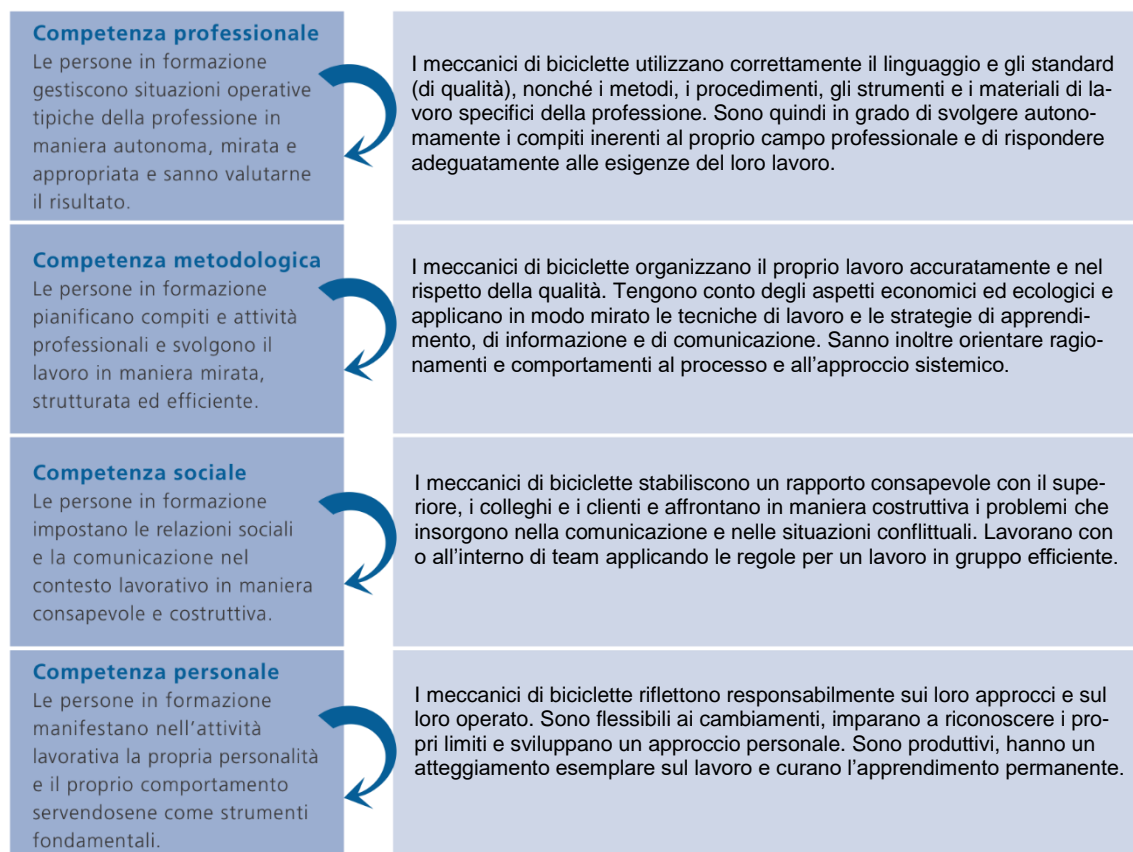 Competenza professionale
Le persone in formazione
gestiscono situazioni operative
tipiche della professione in
maniera autonoma, mirata e
appropriata e sanno valutarne
il risultato.
I meccanici di biciclette utilizzano correttamente il linguaggio e gli standard
(di qualità), nonché i metodi, i procedimenti, gli strumenti e i materiali di la-
voro specifici della professione. Sono quindi in grado di svolgere autono-
mamente i compiti inerenti al proprio campo professionale e di rispondere
adeguatamente alle esigenze del loro lavoro.
Competenza metodologica
Le persone in formazione
pianificano compiti e attività
professionali e svolgono il
lavoro in maniera mirata,
strutturata ed efficiente.
I meccanici di biciclette organizzano il proprio lavoro accuratamente e nel
rispetto della qualità. Tengono conto degli aspetti economici ed ecologici e
applicano in modo mirato le tecniche di lavoro e le strategie di apprendi-
mento, di informazione e di comunicazione. Sanno inoltre orientare ragio-
namenti e comportamenti al processo e all'approccio sistemico.
Competenza sociale
Le persone in formazione
impostano le relazioni sociali
e la comunicazione nel
contesto lavorativo in maniera
consapevole e costruttiva.
I meccanici di biciclette stabiliscono un rapporto consapevole con il supe-
riore, i colleghi e i clienti e affrontano in maniera costruttiva i problemi che
insorgono nella comunicazione e nelle situazioni conflittuali. Lavorano con
o all'interno di team applicando le regole per un lavoro in gruppo efficiente.
Competenza personale
Le persone in formazione
manifestano nell'attività
lavorativa la propria personalità
e il proprio comportamento
servendosene come strumenti
fondamentali.
I meccanici di biciclette riflettono responsabilmente sui loro approcci e sul
loro operato. Sono flessibili ai cambiamenti, imparano a riconoscere i pro-
pri limiti e sviluppano un approccio personale. Sono produttivi, hanno un
atteggiamento esemplare sul lavoro e curano l'apprendimento permanente.